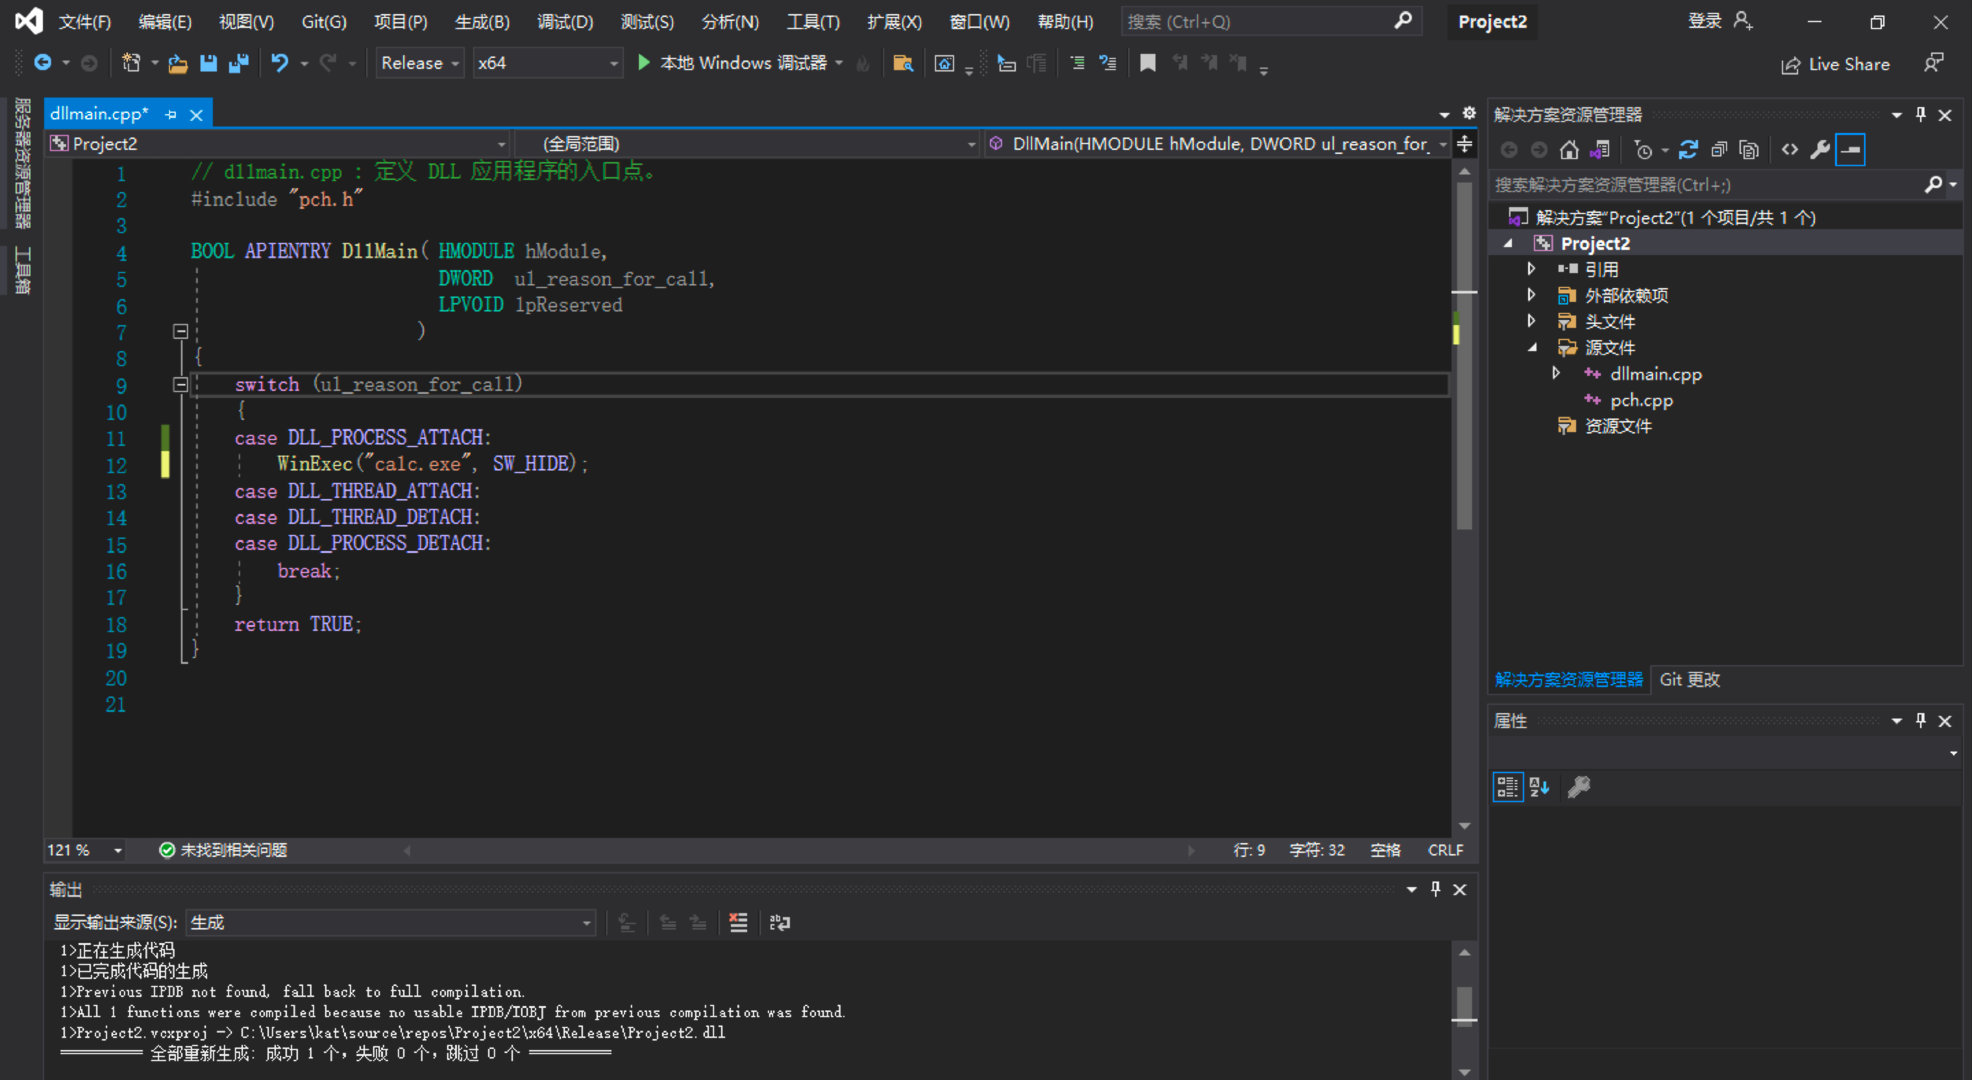 文件(F) 编辑(E) 视图(V) Git(G) 项目(P) 生成(B) 调试(D) 测试(S) 分析(N) 工具(T) 扩展(X) 窗口(W) 帮助(H) 搜索 (Ctrl+Q) Project2 登录
Release x64 本地 Windows 调试器 Live Share
服务器资源管理器
工具箱
dllmain.cpp*
Project2 (全局范围) DllMain(HMODULE hModule, DWORD ul_reason_for_
1 // dllmain.cpp : 定义 DLL 应用程序的入口点。
2 #include "pch.h"
3
4 BOOL APIENTRY DllMain( HMODULE hModule,
5 DWORD ul_reason_for_call,
6 LPVOID lpReserved
7 )
8 {
9 switch (ul_reason_for_call)
10 {
11 case DLL_PROCESS_ATTACH:
12 WinExec("calc.exe", SW_HIDE);
13 case DLL_THREAD_ATTACH:
14 case DLL_THREAD_DETACH:
15 case DLL_PROCESS_DETACH:
16 break;
17 }
18 return TRUE;
19 }
20
21
121 % 未找到相关问题 行: 9 字符: 32 空格 CRLF
输出
显示输出来源(S): 生成
1>正在生成代码
1>已完成代码的生成
1>Previous IPDB not found, fall back to full compilation.
1>All 1 functions were compiled because no usable IPDB/IOBJ from previous compilation was found.
1>Project2.vcxproj -> C:\Users\kat\source\repos\Project2\x64\Release\Project2.dll
========== 全部重新生成: 成功 1 个，失败 0 个，跳过 0 个 ==========
解决方案资源管理器
搜索解决方案资源管理器(Ctrl+;)
解决方案"Project2"(1 个项目/共 1 个)
Project2
引用
外部依赖项
头文件
源文件
dllmain.cpp
pch.cpp
资源文件
解决方案资源管理器 Git 更改
属性